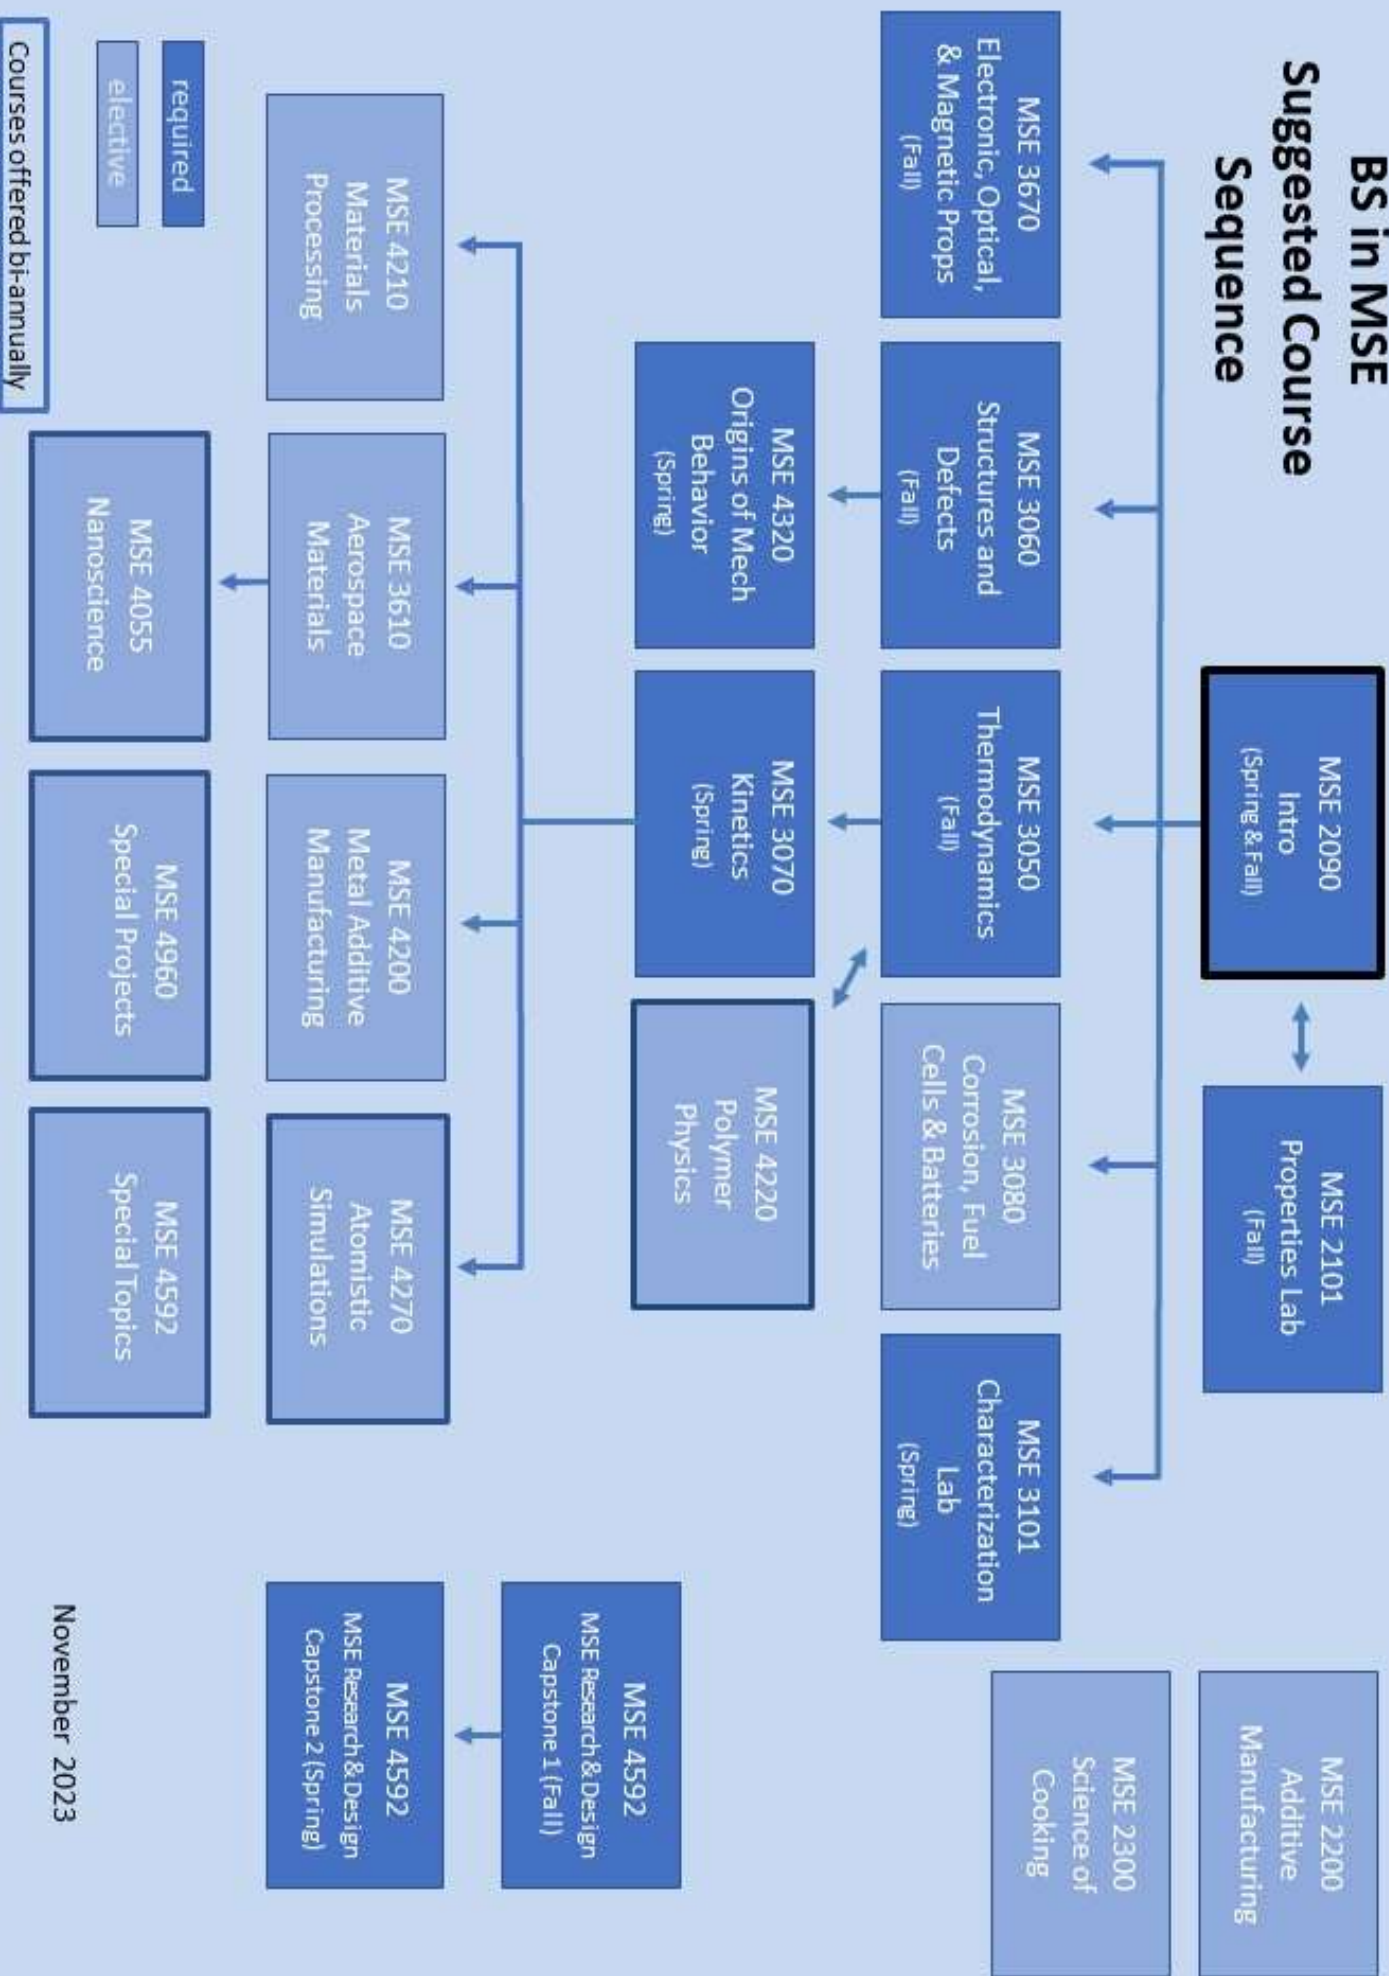 BS in MSE
Suggested Course
Sequence
MSE 2090
Intro
(Spring & Fall)
MSE 2101
Properties Lab
(Fall)
MSE 2200
Additive
Manufacturing
MSE 2300
Science of
Cooking
MSE 3670
Electronic, Optical,
& Magnetic Props
(Fall)
MSE 3060
Structures and
Defects
(Fall)
MSE 3050
Thermodynamics
(Fall)
MSE 3080
Corrosion, Fuel
Cells & Batteries
MSE 3101
Characterization
Lab
(Spring)
MSE 4320
Origins of Mech
Behavior
(Spring)
MSE 3070
Kinetics
(Spring)
MSE 4220
Polymer
Physics
MSE 4592
MSE Research & Design
Capstone 1 (Fall)
MSE 4210
Materials
Processing
MSE 3610
Aerospace
Materials
MSE 4200
Metal Additive
Manufacturing
MSE 4270
Atomistic
Simulations
MSE 4592
MSE Research & Design
Capstone 2 (Spring)
required
elective
Courses offered bi-annually
MSE 4055
Nanoscience
MSE 4960
Special Projects
MSE 4592
Special Topics
November 2023